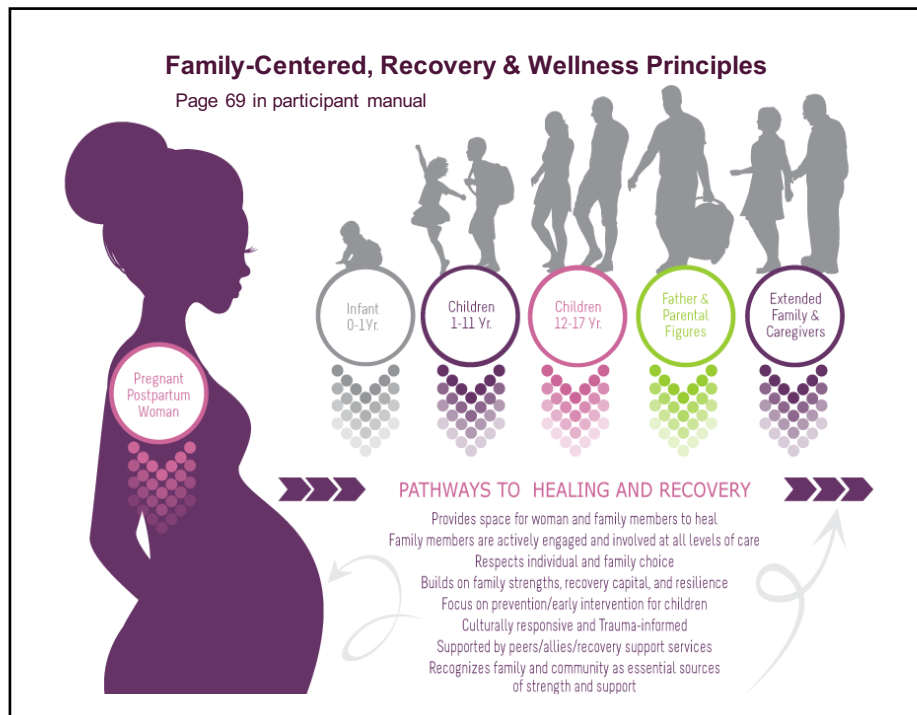 Family-Centered, Recovery & Wellness Principles
Page 69 in participant manual
Infant
0-1Yr.
Children
1-11 Yr.
Children
12-17 Yr.
Father &
Parental
Figures
Extended
Family &
Caregivers
Pregnant
Postpartum
Woman
PATHWAYS TO HEALING AND RECOVERY
Provides space for woman and family members to heal
Family members are actively engaged and involved at all levels of care
Respects individual and family choice
Builds on family strengths, recovery capital, and resilience
Focus on prevention/early intervention for children
Culturally responsive and Trauma-informed
Supported by peers/allies/recovery support services
Recognizes family and community as essential sources
of strength and support